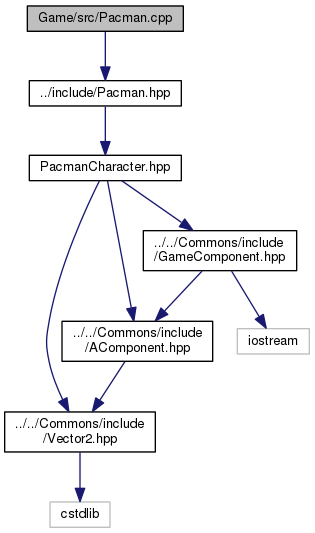 Game/src/Pacman.cpp
../include/Pacman.hpp
PacmanCharacter.hpp
../../Commons/include
/GameComponent.hpp
../../Commons/include
/AComponent.hpp
iostream
../../Commons/include
/Vector2.hpp
cstdlib